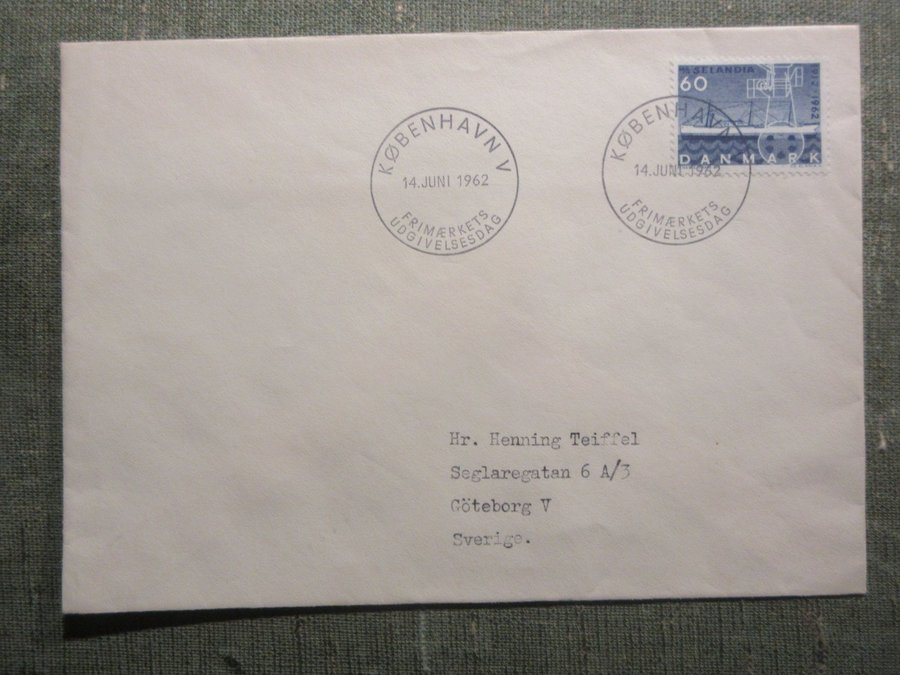 KØBENHAVN V
14.JUNI 1962
FRIMÆRKETS
UDGIVELSESDAG
KØBENHAVN V
14.JUNI 1962
FRIMÆRKETS
UDGIVELSESDAG
M/S SELANDIA
60
1912-1962
DANMARK
Hr. Henning Teiffel
Seglaregatan 6 A/3
Göteborg V
Sverige.